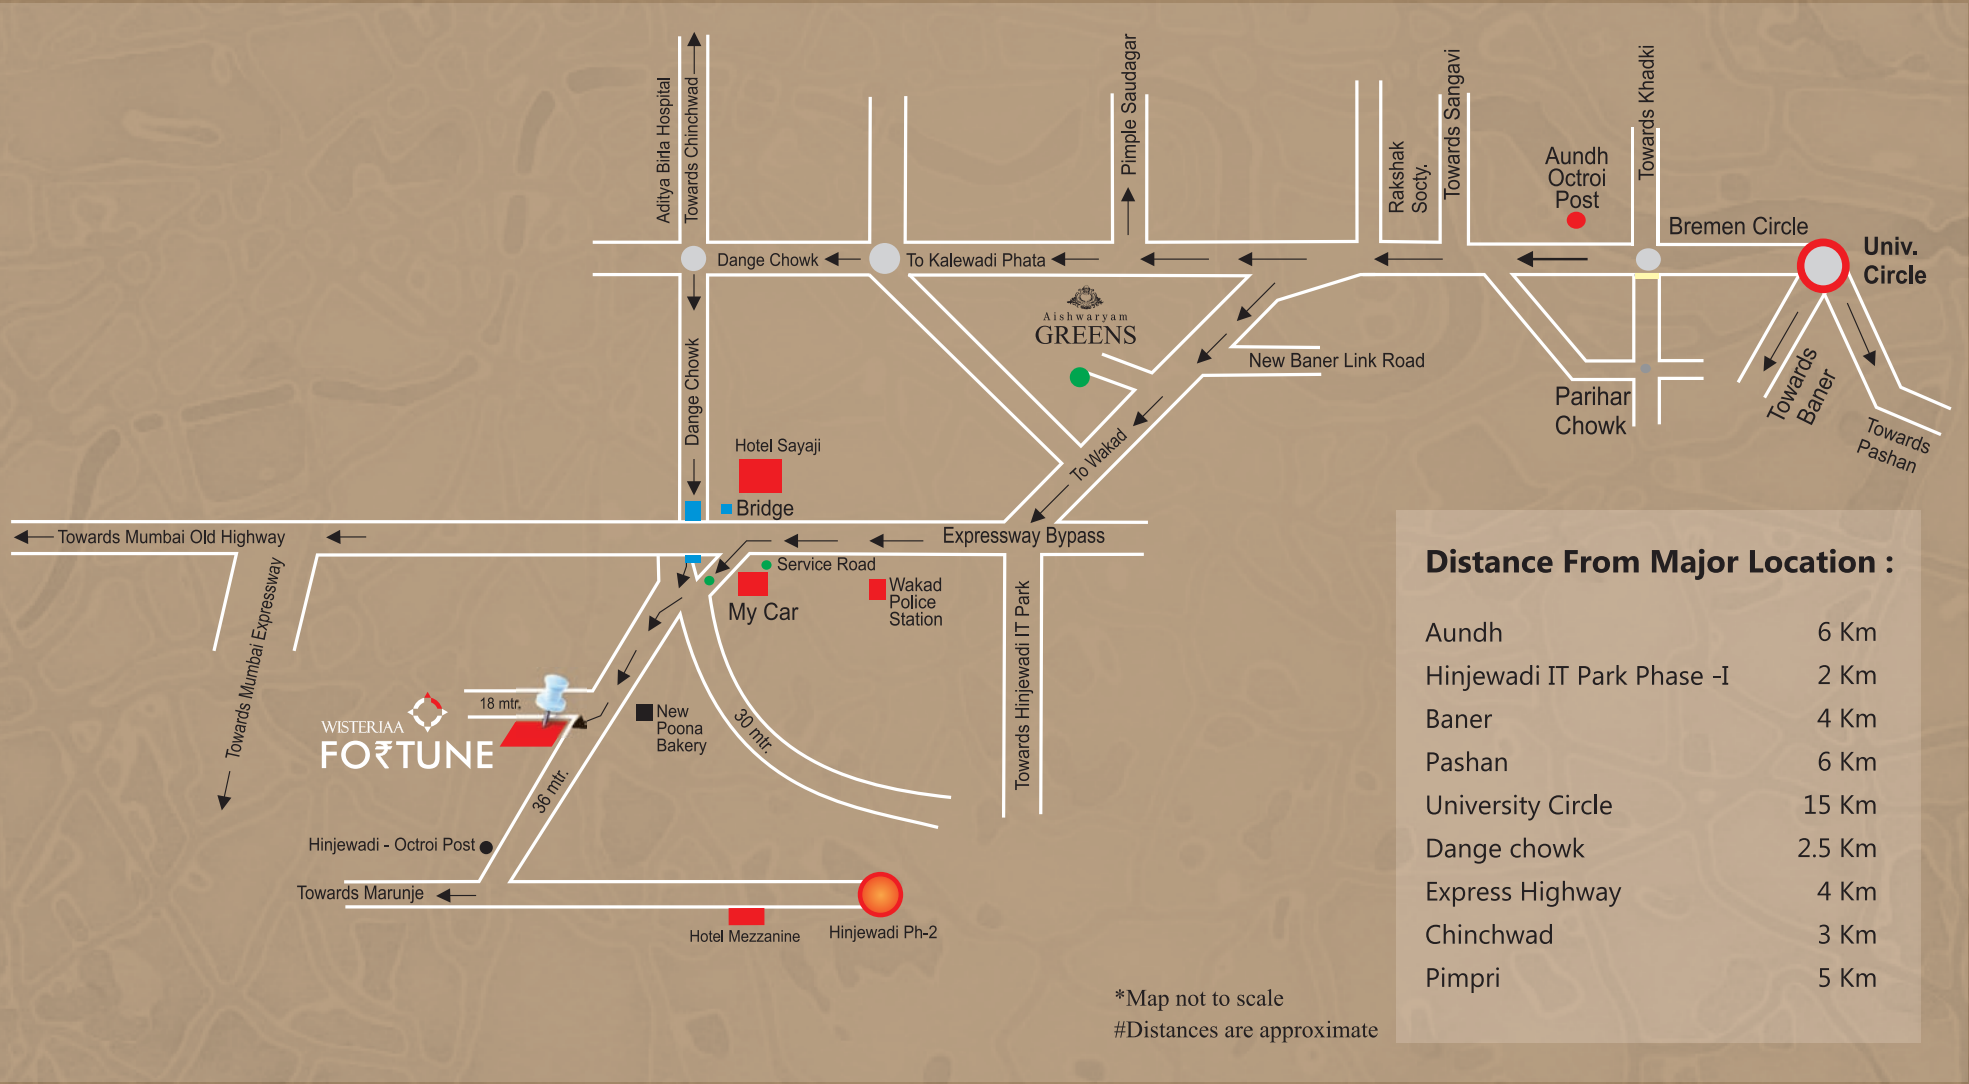 Aditya Birla Hospital
Towards Chinchwad
Pimple Saudagar
Rakshak
Socty.
Towards Sangavi
Aundh
Octroi
Post
Towards Khadki
Bremen Circle
Univ.
Circle
Dange Chowk
To Kalewadi Phata
Aishwaryam
GREENS
New Baner Link Road
Parihar
Chowk
Towards
Baner
Towards
Pashan
Dange Chowk
Hotel Sayaji
Bridge
To Wakad
Towards Mumbai Old Highway
Expressway Bypass
Service Road
My Car
Wakad
Police
Station
Towards Mumbai Expressway
Towards Hinjewadi IT Park
18 mtr.
WISTERIAA
FO₹TUNE
New
Poona
Bakery
30 mtr.
36 mtr.
Hinjewadi - Octroi Post
Towards Marunje
Hotel Mezzanine
Hinjewadi Ph-2
Distance From Major Location :
Aundh 6 Km
Hinjewadi IT Park Phase -I 2 Km
Baner 4 Km
Pashan 6 Km
University Circle 15 Km
Dange chowk 2.5 Km
Express Highway 4 Km
Chinchwad 3 Km
Pimpri 5 Km
*Map not to scale
#Distances are approximate